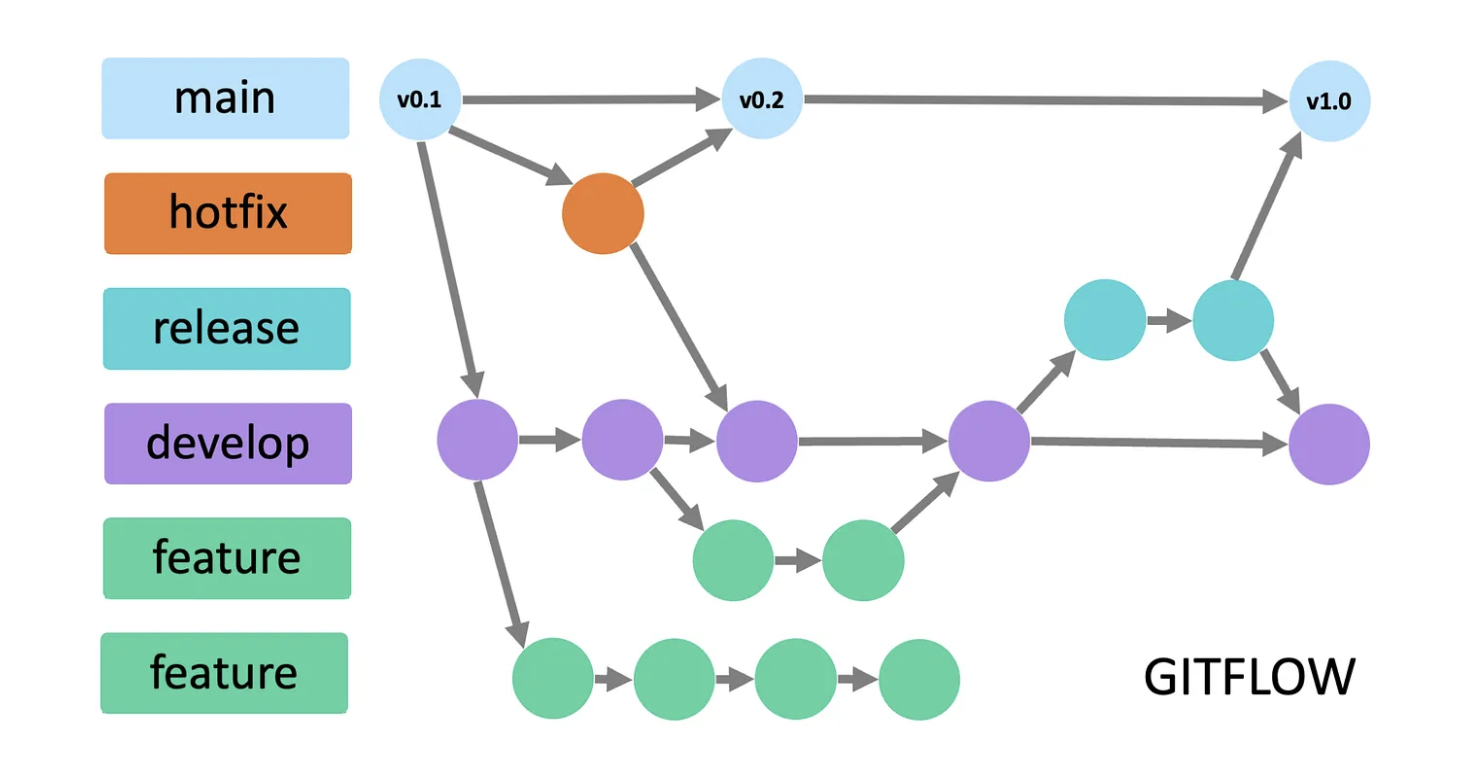 main
v0.1
v0.2
v1.0
hotfix
release
develop
feature
feature
GITFLOW